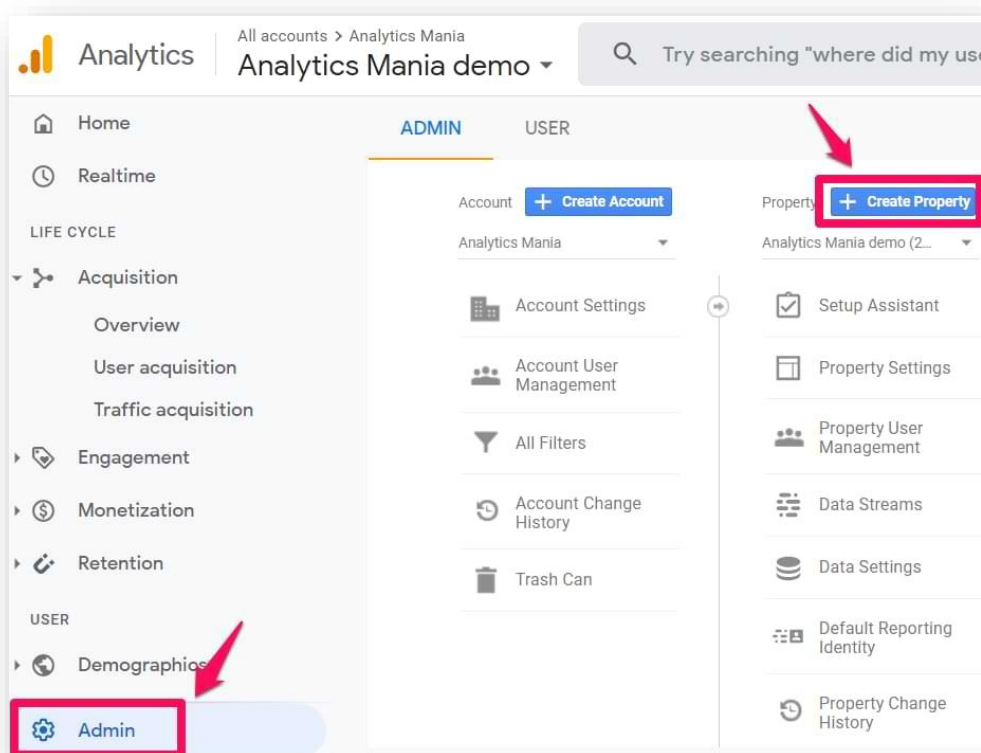 Analytics
All accounts > Analytics Mania
Analytics Mania demo
Try searching "where did my use
Home
Realtime
LIFE CYCLE
Acquisition
Overview
User acquisition
Traffic acquisition
Engagement
Monetization
Retention
USER
Demographics
Admin
ADMIN
USER
Account
+ Create Account
Analytics Mania
Account Settings
Account User
Management
All Filters
Account Change
History
Trash Can
Property
+ Create Property
Analytics Mania demo (2...
Setup Assistant
Property Settings
Property User
Management
Data Streams
Data Settings
Default Reporting
Identity
Property Change
History